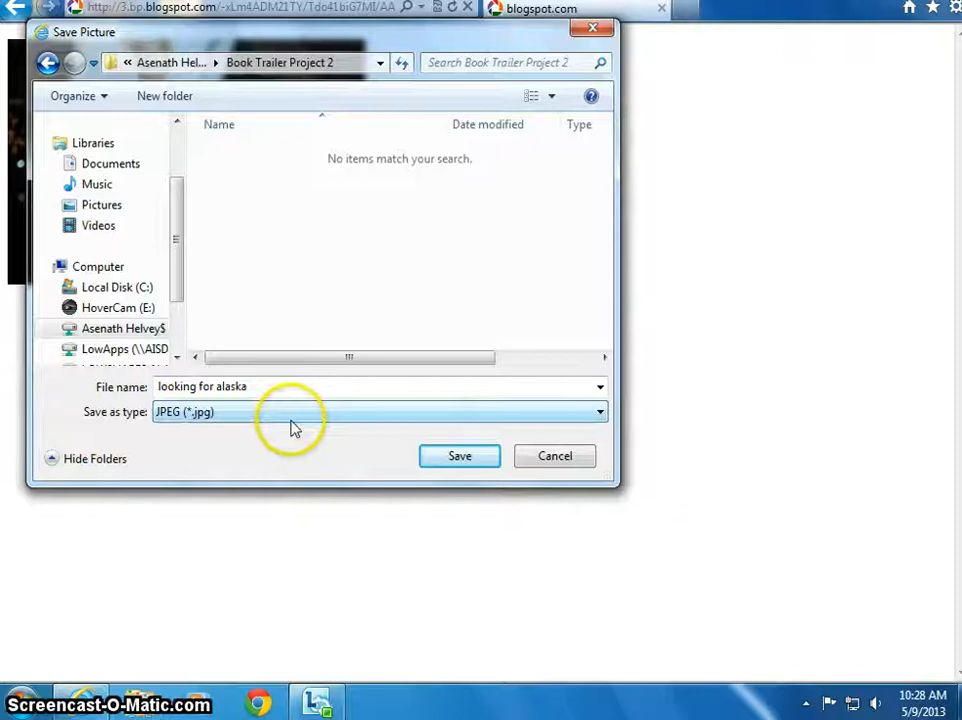 http://3.bp.blogspot.com/-xLm4ADM21TY/Tdo41biG7MI/AA
blogspot.com
Save Picture
« Asenath Hel... Book Trailer Project 2
Search Book Trailer Project 2
Organize New folder
Name Date modified Type
No items match your search.
Libraries
Documents
Music
Pictures
Videos
Computer
Local Disk (C:)
HoverCam (E:)
Asenath Helvey$
LowApps (\\AISD
File name: looking for alaska
Save as type: JPEG (*.jpg)
Hide Folders Save Cancel
Screencast-O-Matic.com
10:28 AM
5/9/2013